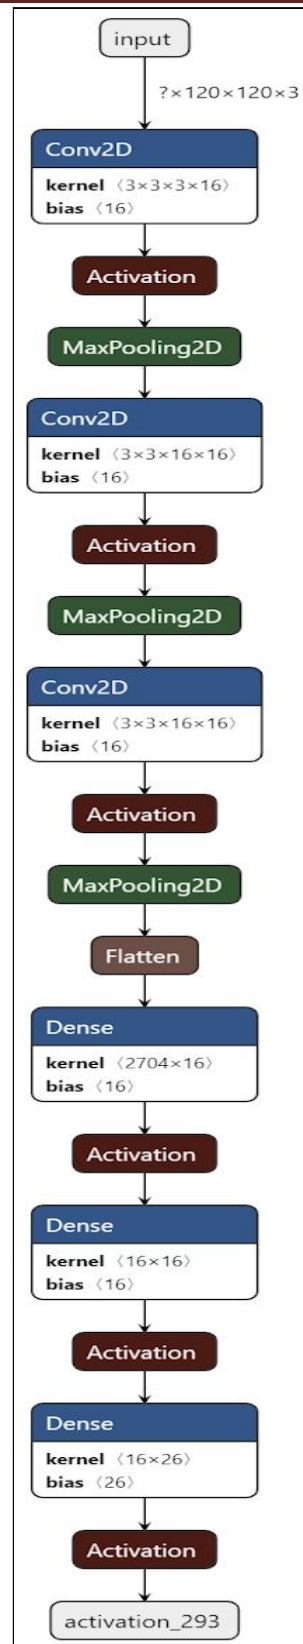 input
?×120×120×3
Conv2D
kernel ⟨3×3×3×16⟩
bias ⟨16⟩
Activation
MaxPooling2D
Conv2D
kernel ⟨3×3×16×16⟩
bias ⟨16⟩
Activation
MaxPooling2D
Conv2D
kernel ⟨3×3×16×16⟩
bias ⟨16⟩
Activation
MaxPooling2D
Flatten
Dense
kernel ⟨2704×16⟩
bias ⟨16⟩
Activation
Dense
kernel ⟨16×16⟩
bias ⟨16⟩
Activation
Dense
kernel ⟨16×26⟩
bias ⟨26⟩
Activation
activation_293